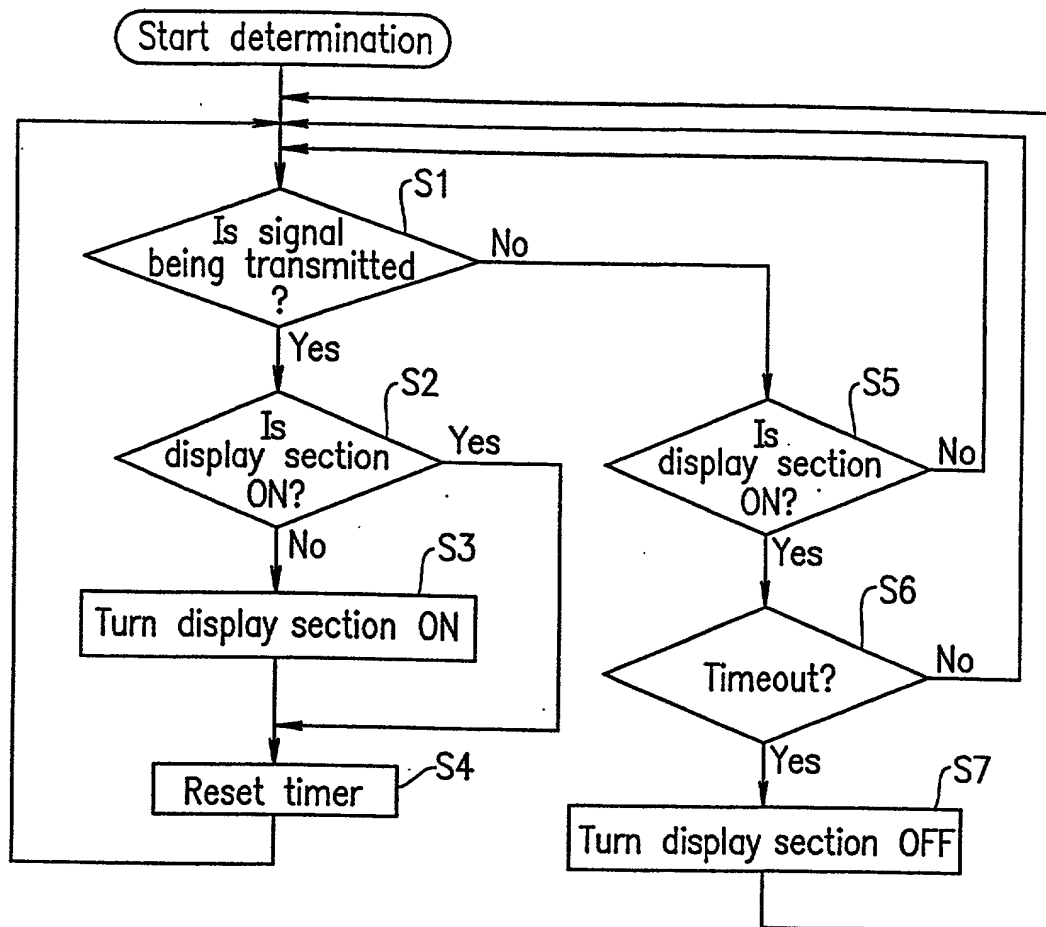 Start determination
S1
Is signal
being transmitted
?
No
Yes
S2
Is
display section
ON?
Yes
No
S3
Turn display section ON
S4
Reset timer
S5
Is
display section
ON?
No
Yes
S6
Timeout?
No
Yes
S7
Turn display section OFF